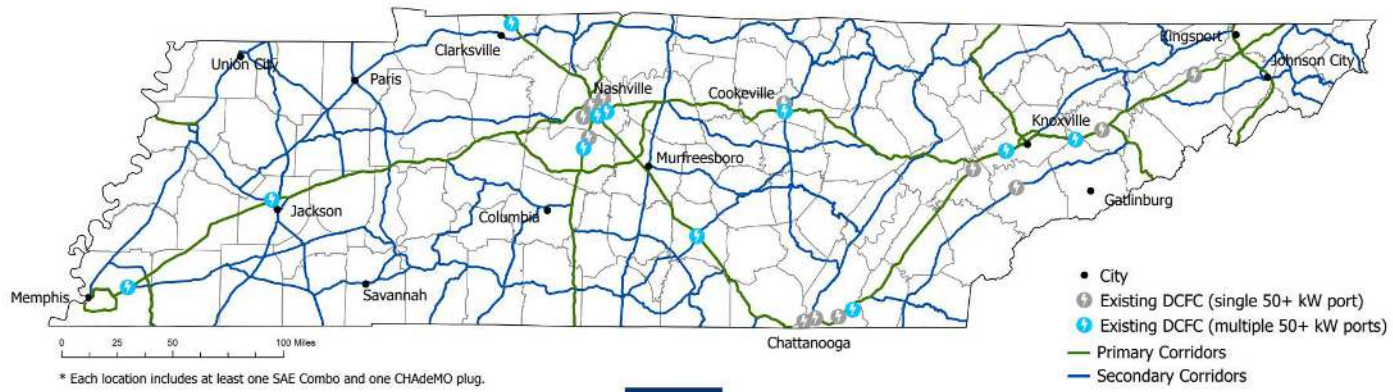 Clarksville
Kingsport
Union City
Johnson City
Paris
Nashville
Cookeville
Knoxville
Murfreesboro
Gatlinburg
Jackson
Columbia
Memphis
Savannah
Chattanooga
City
Existing DCFC (single 50+ kW port)
Existing DCFC (multiple 50+ kW ports)
Primary Corridors
Secondary Corridors
0 25 50 100 Miles
* Each location includes at least one SAE Combo and one CHAdeMO plug.